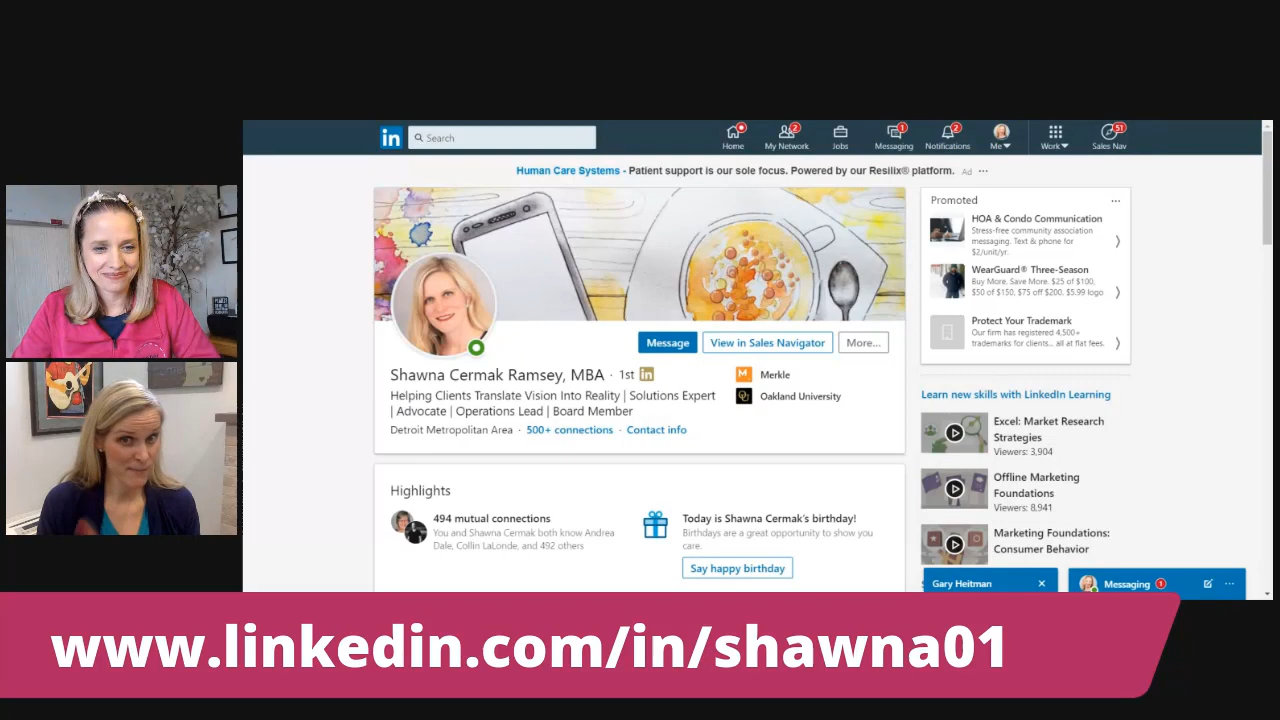 in
Search
Home
My Network
2
Jobs
Messaging
1
Notifications
2
Me
Work
Sales Nav
51
Human Care Systems - Patient support is our sole focus. Powered by our Resilix® platform. Ad ...
Message
View in Sales Navigator
More...
Shawna Cermak Ramsey, MBA · 1st in
Helping Clients Translate Vision Into Reality | Solutions Expert
| Advocate | Operations Lead | Board Member
Detroit Metropolitan Area · 500+ connections · Contact info
M Merkle
OU Oakland University
Highlights
494 mutual connections
You and Shawna Cermak both know Andrea
Dale, Collin LaLonde, and 492 others
Today is Shawna Cermak's birthday!
Birthdays are a great opportunity to show you
care.
Say happy birthday
Promoted ...
HOA & Condo Communication
Stress-free community association
messaging. Text & phone for
$2/unit/yr.
WearGuard® Three-Season
Buy More, Save More. $25 of $100,
$50 of $150, $75 off $200. $5.99 logo
Protect Your Trademark
Our firm has registered 4,500+
trademarks for clients... all at flat fees.
Learn new skills with LinkedIn Learning
Excel: Market Research
Strategies
Viewers: 3,904
Offline Marketing
Foundations
Viewers: 8,941
Marketing Foundations:
Consumer Behavior
Gary Heitman
Messaging 1 ...
www.linkedin.com/in/shawna01